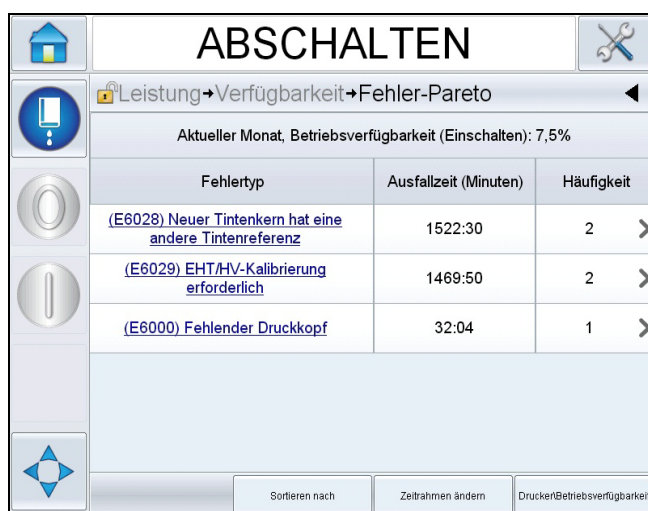 ABSCHALTEN
Leistung→Verfügbarkeit→Fehler-Pareto
Aktueller Monat, Betriebsverfügbarkeit (Einschalten): 7,5%
Fehlertyp Ausfallzeit (Minuten) Häufigkeit
(E6028) Neuer Tintenkern hat eine
andere Tintenreferenz
1522:30 2
(E6029) EHT/HV-Kalibrierung
erforderlich
1469:50 2
(E6000) Fehlender Druckkopf 32:04 1
Sortieren nach Zeitrahmen ändern Drucker\Betriebsverfügbarkeit